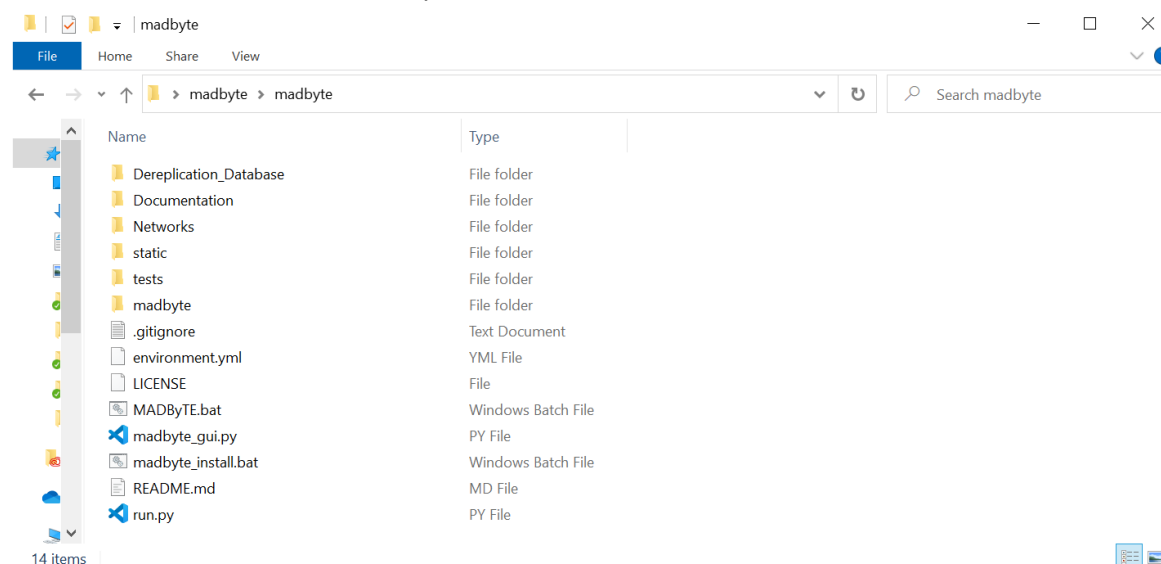 madbyte
File Home Share View
madbyte madbyte Search madbyte
Name Type
Dereplication_Database File folder
Documentation File folder
Networks File folder
static File folder
tests File folder
madbyte File folder
.gitignore Text Document
environment.yml YML File
LICENSE File
MADByTE.bat Windows Batch File
madbyte_gui.py PY File
madbyte_install.bat Windows Batch File
README.md MD File
run.py PY File
14 items